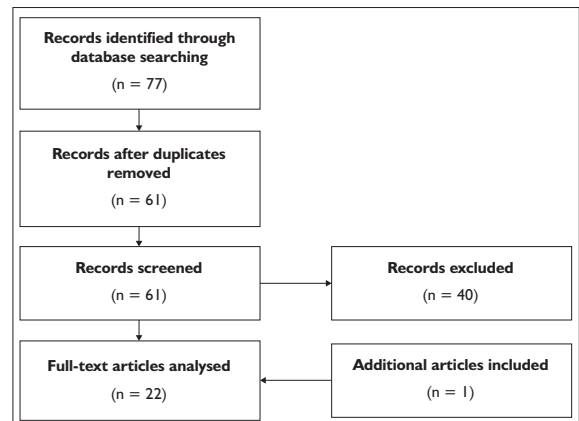 Records identified through
database searching
(n = 77)
Records after duplicates
removed
(n = 61)
Records screened
(n = 61)
Records excluded
(n = 40)
Full-text articles analysed
(n = 22)
Additional articles included
(n = 1)